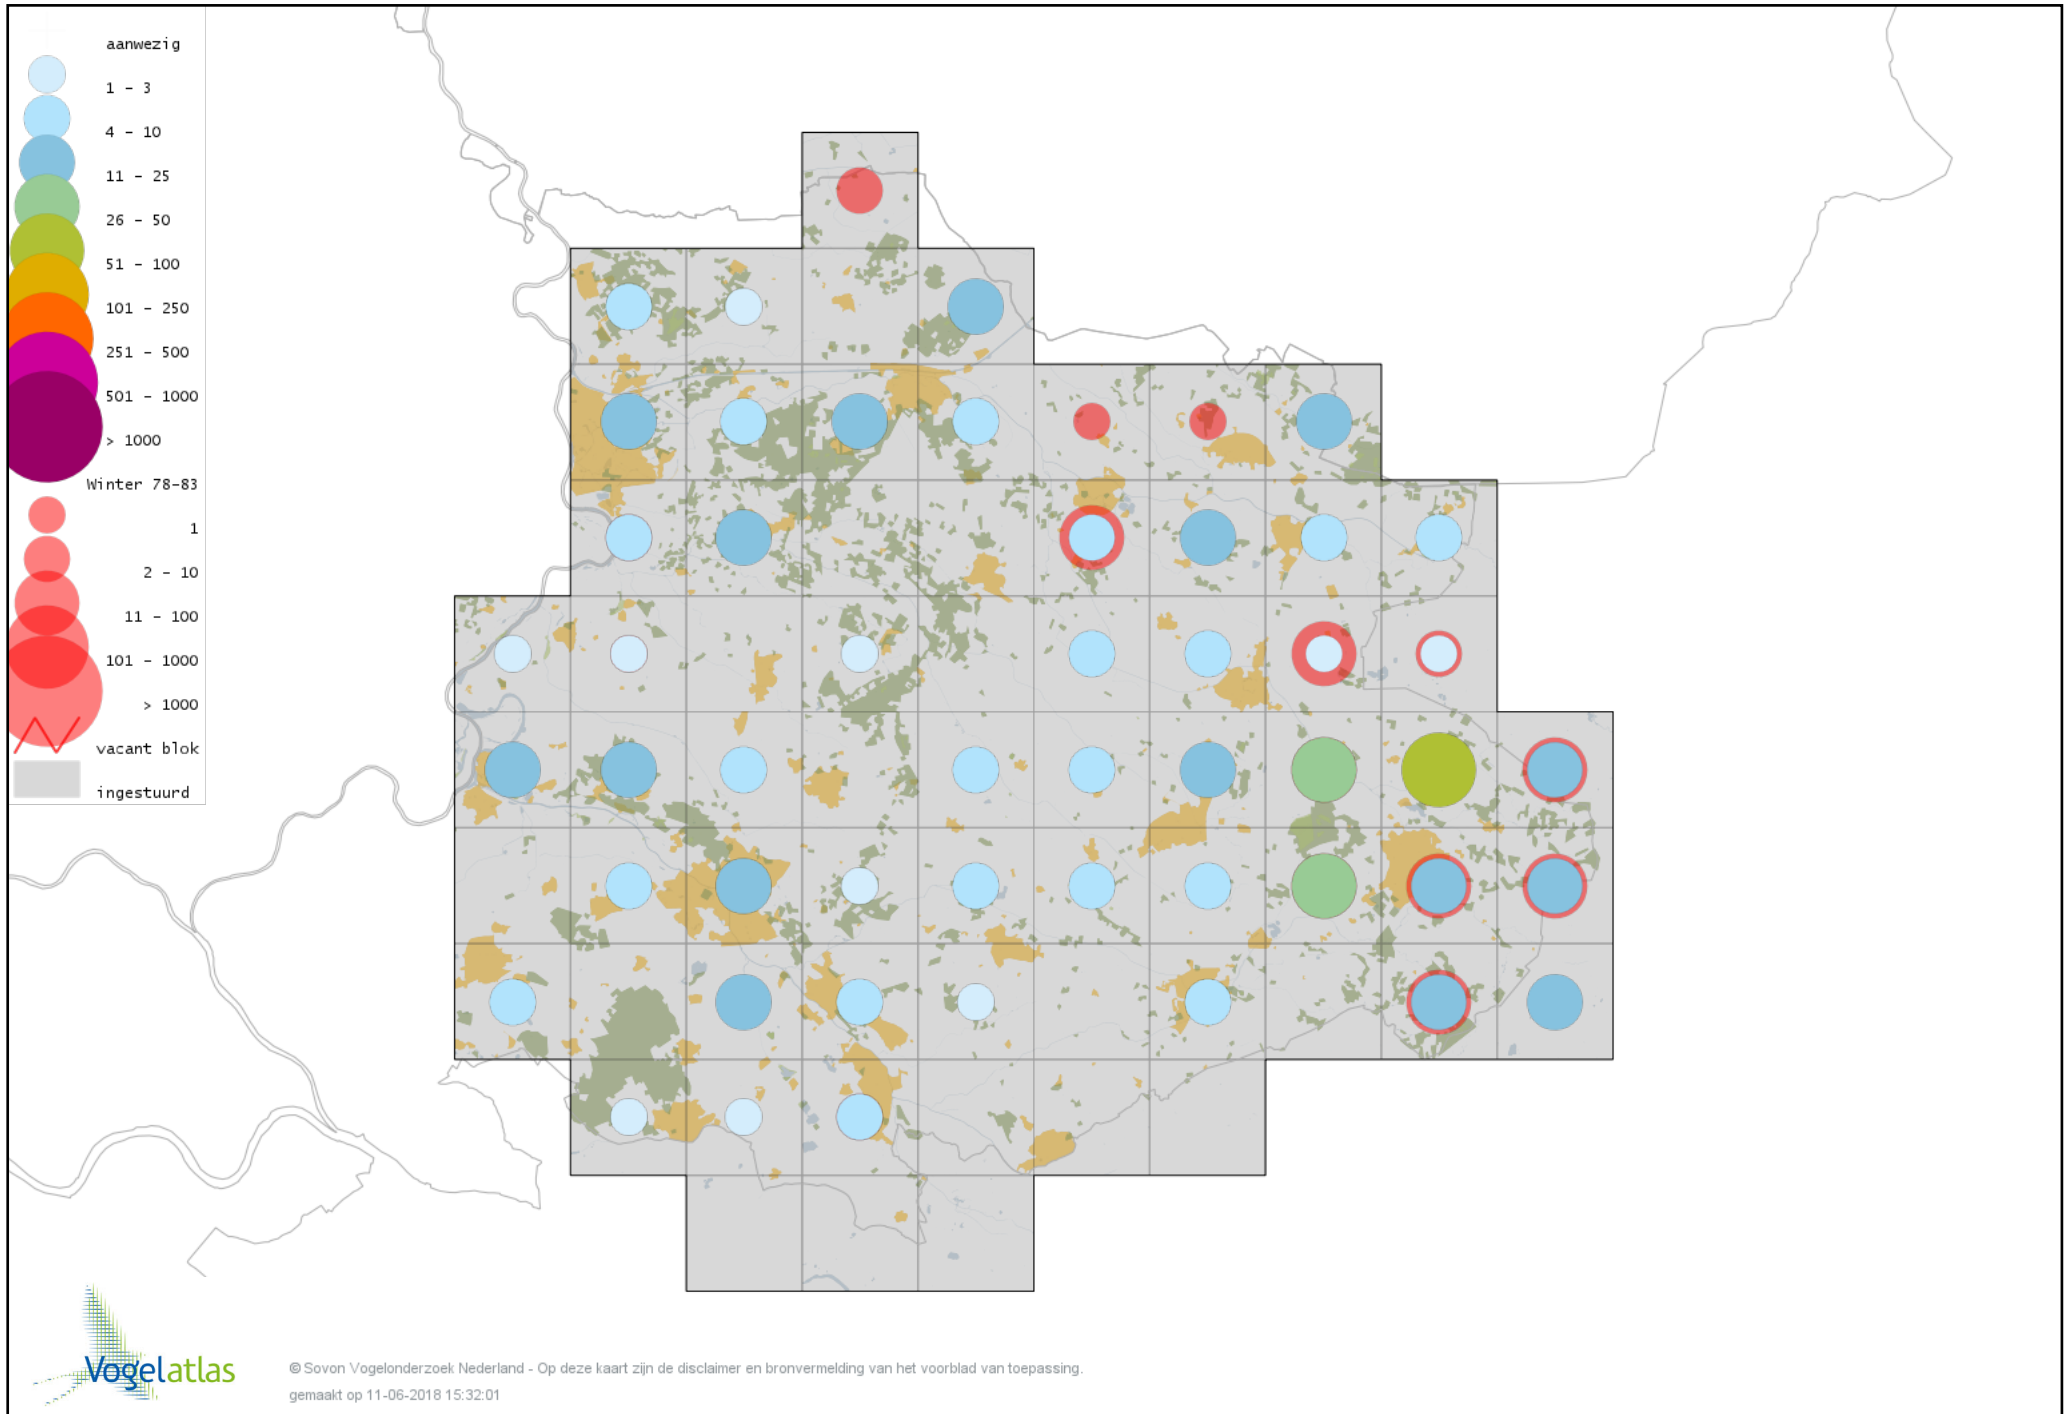 aanwezig
1 - 3
4 - 10
11 - 25
26 - 50
51 - 100
101 - 250
251 - 500
501 - 1000
> 1000
Winter 78-83
1
2 - 10
11 - 100
101 - 1000
> 1000
vacant blok
ingestuurd
Vogelatlas
© Sovon Vogelonderzoek Nederland - Op deze kaart zijn de disclaimer en bronvermelding van het voorblad van toepassing.
gemaakt op 11-06-2018 15:32:01